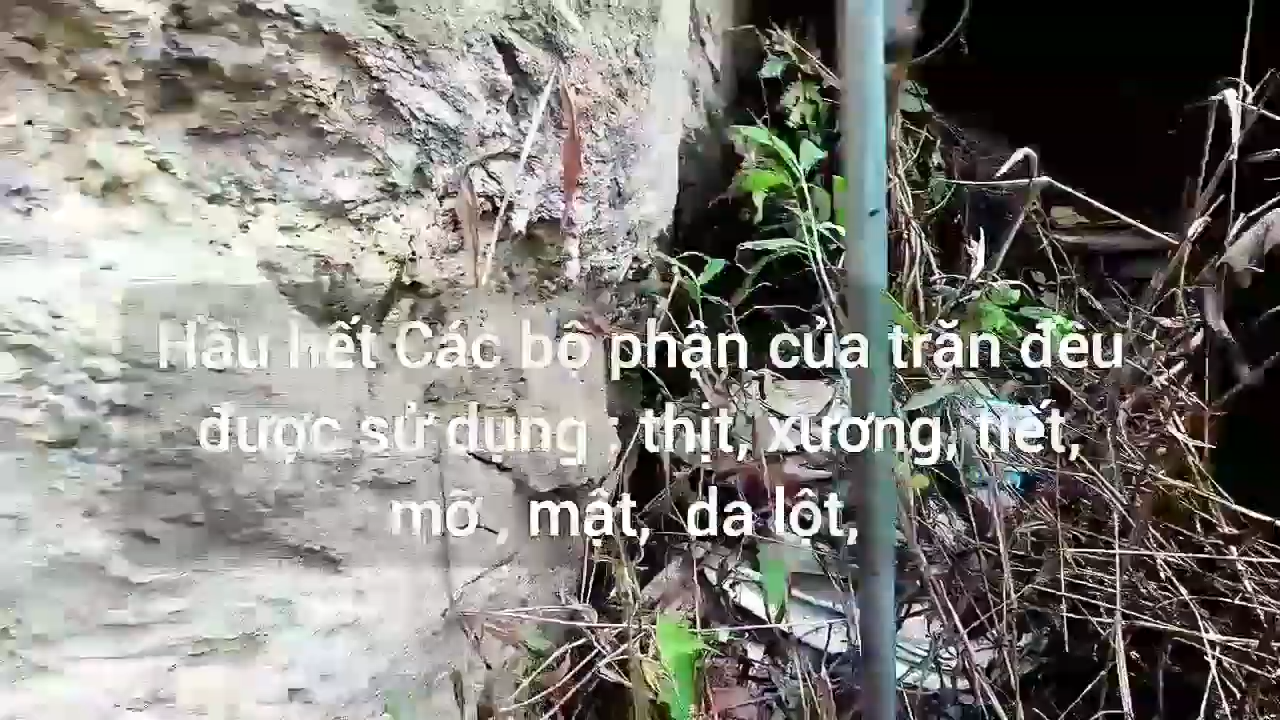 Hầu hết Các bộ phận của trăn đều
được sử dụng ; thịt, xương, tiết,
mỡ , mật, da lột,